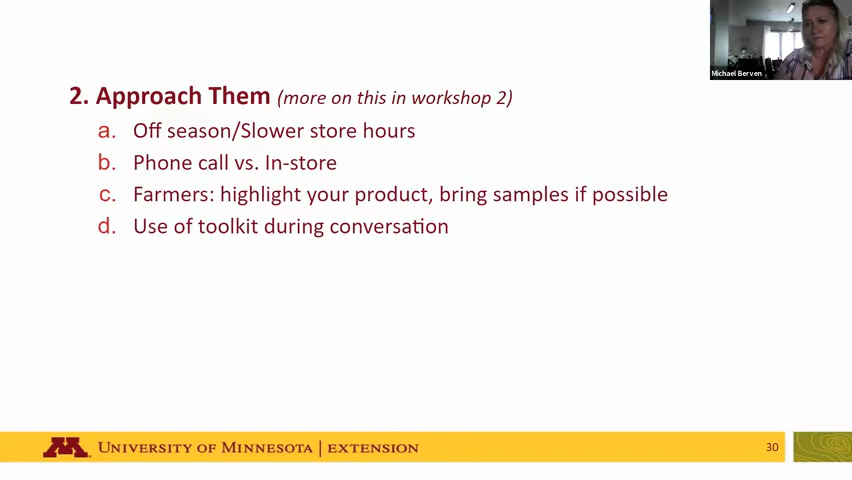 Michael Berven
2. Approach Them (more on this in workshop 2)
a. Off season/Slower store hours
b. Phone call vs. In-store
c. Farmers: highlight your product, bring samples if possible
d. Use of toolkit during conversation
M UNIVERSITY OF MINNESOTA | EXTENSION
30